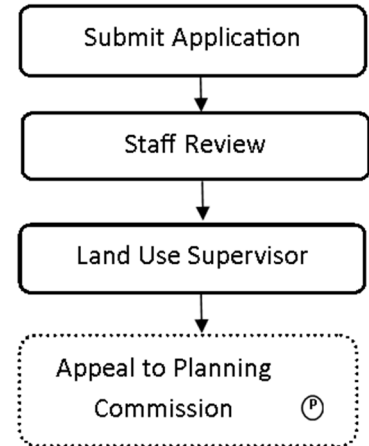 Submit Application
Staff Review
Land Use Supervisor
Appeal to Planning
Commission Ⓟ